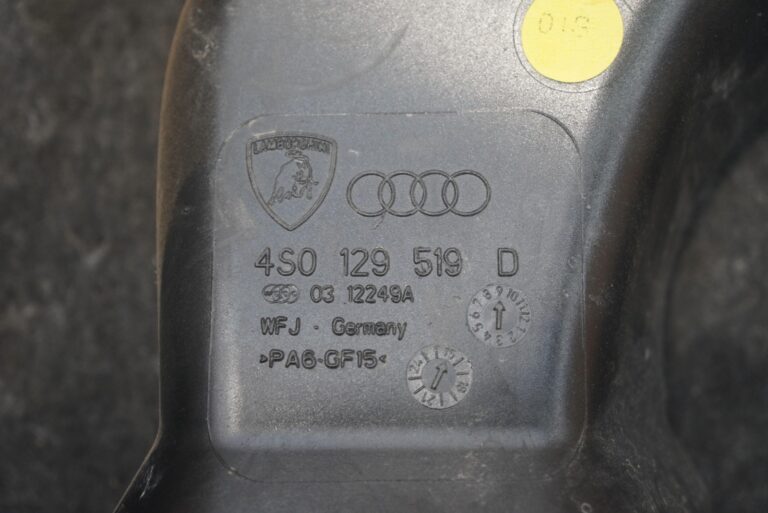 LAMBORGHINI
4S0 129 519 D
03 12249A
WFJ - Germany
>PA6-GF15<